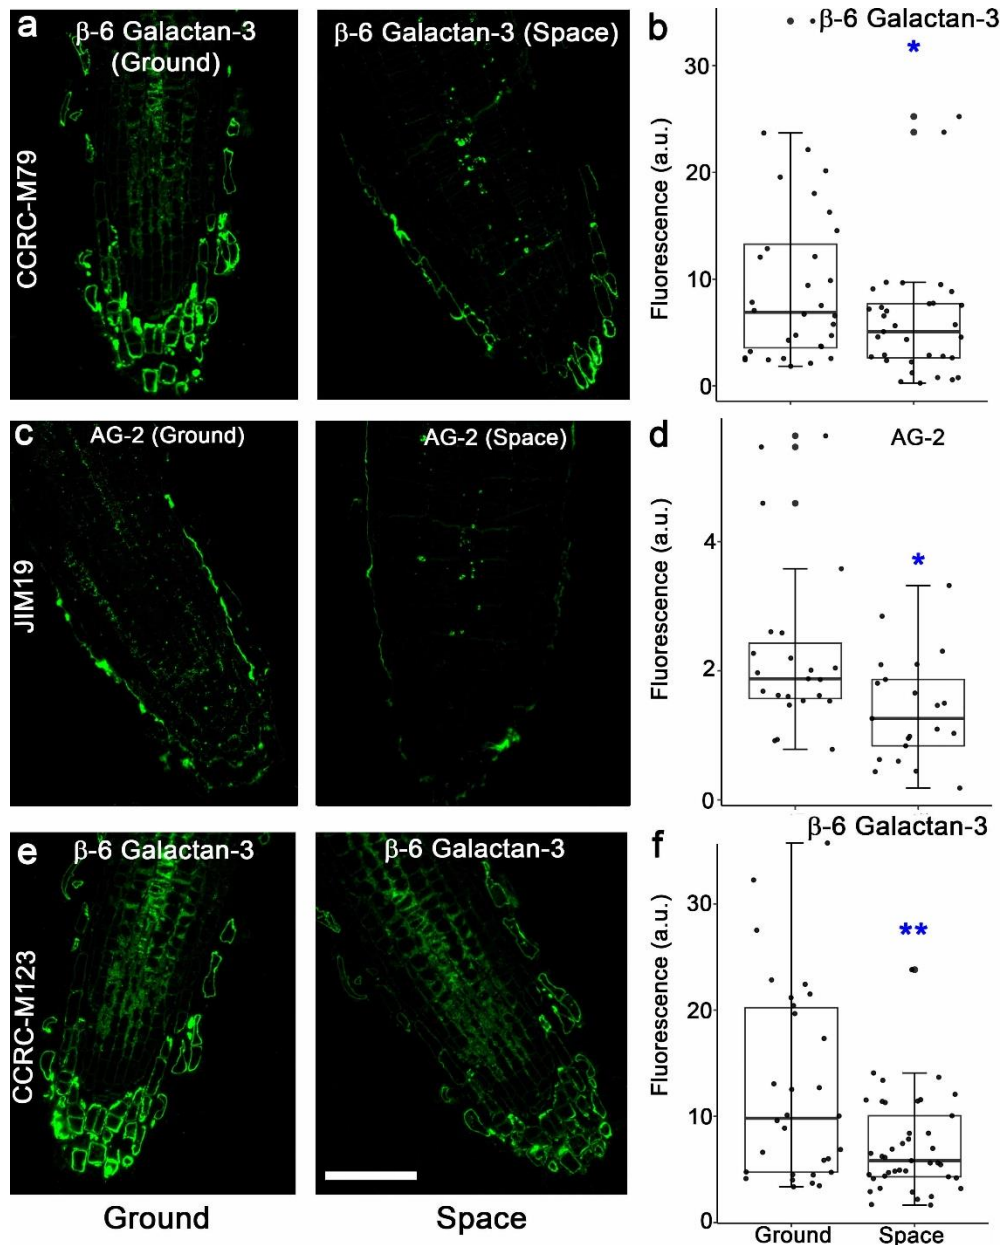 a
β-6 Galactan-3
(Ground)
β-6 Galactan-3 (Space)
CCRC-M79
b
β-6 Galactan-3
*
Fluorescence (a.u.)
30
20
10
0
c
AG-2 (Ground)
AG-2 (Space)
JIM19
d
AG-2
*
Fluorescence (a.u.)
4
2
0
e
β-6 Galactan-3
β-6 Galactan-3
CCRC-M123
f
β-6 Galactan-3
**
Fluorescence (a.u.)
30
20
10
0
Ground
Space
Ground
Space